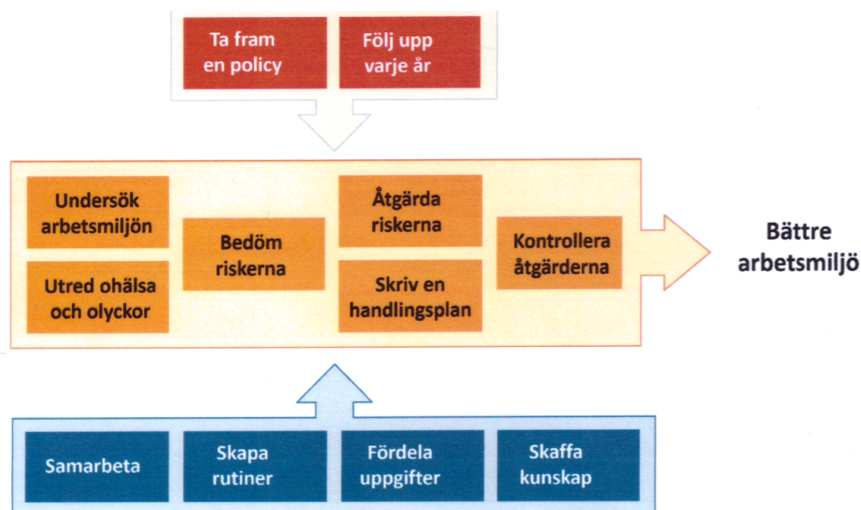 Ta fram
en policy
Följ upp
varje år
Undersök
arbetsmiljön
Utred ohälsa
och olyckor
Bedöm
riskerna
Åtgärda
riskerna
Skriv en
handlingsplan
Kontrollera
åtgärderna
Bättre
arbetsmiljö
Samarbeta
Skapa
rutiner
Fördela
uppgifter
Skaffa
kunskap